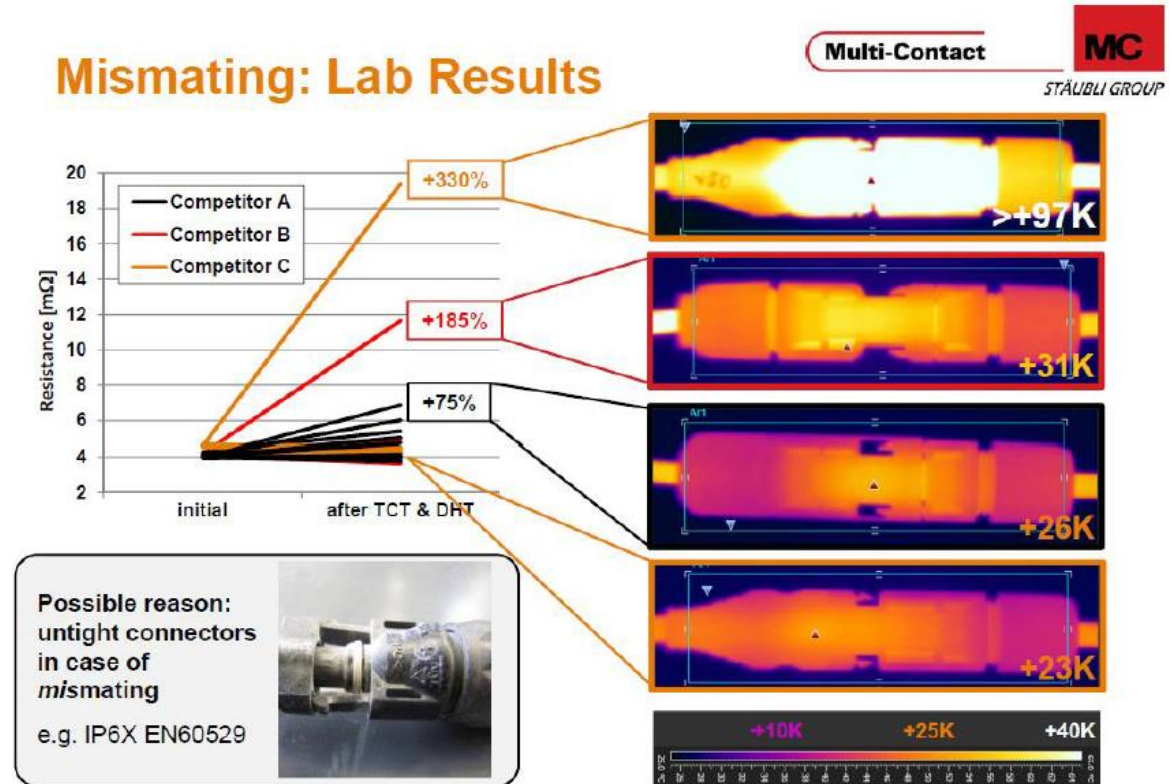 Mismating: Lab Results
Multi-Contact
MC
STÄUBLI GROUP
Resistance [mΩ]
20
18
16
14
12
10
8
6
4
2
Competitor A
Competitor B
Competitor C
+330%
+185%
+75%
initial
after TCT & DHT
>+97K
+31K
Ar1
+26K
+23K
Possible reason:
untight connectors
in case of
mismating
e.g. IP6X EN60529
+10K +25K +40K